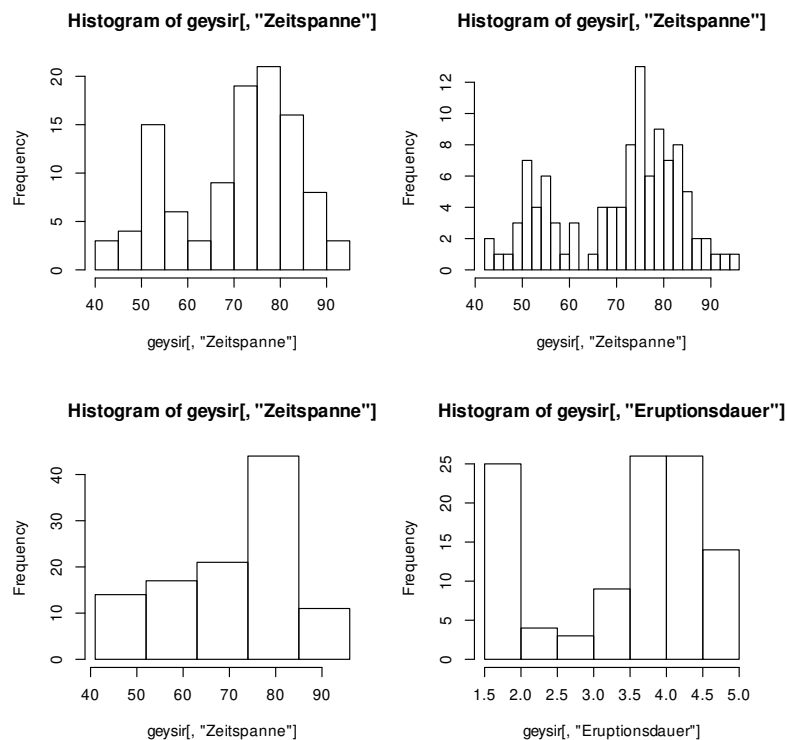 Histogram of geysir[, "Zeitspanne"]
Frequency
0 5 10 15 20
40 50 60 70 80 90
geysir[, "Zeitspanne"]
Histogram of geysir[, "Zeitspanne"]
Frequency
0 2 4 6 8 10 12
40 50 60 70 80 90
geysir[, "Zeitspanne"]
Histogram of geysir[, "Zeitspanne"]
Frequency
0 10 20 30 40
40 50 60 70 80 90
geysir[, "Zeitspanne"]
Histogram of geysir[, "Eruptionsdauer"]
Frequency
0 5 10 15 20 25
1.5 2.0 2.5 3.0 3.5 4.0 4.5 5.0
geysir[, "Eruptionsdauer"]